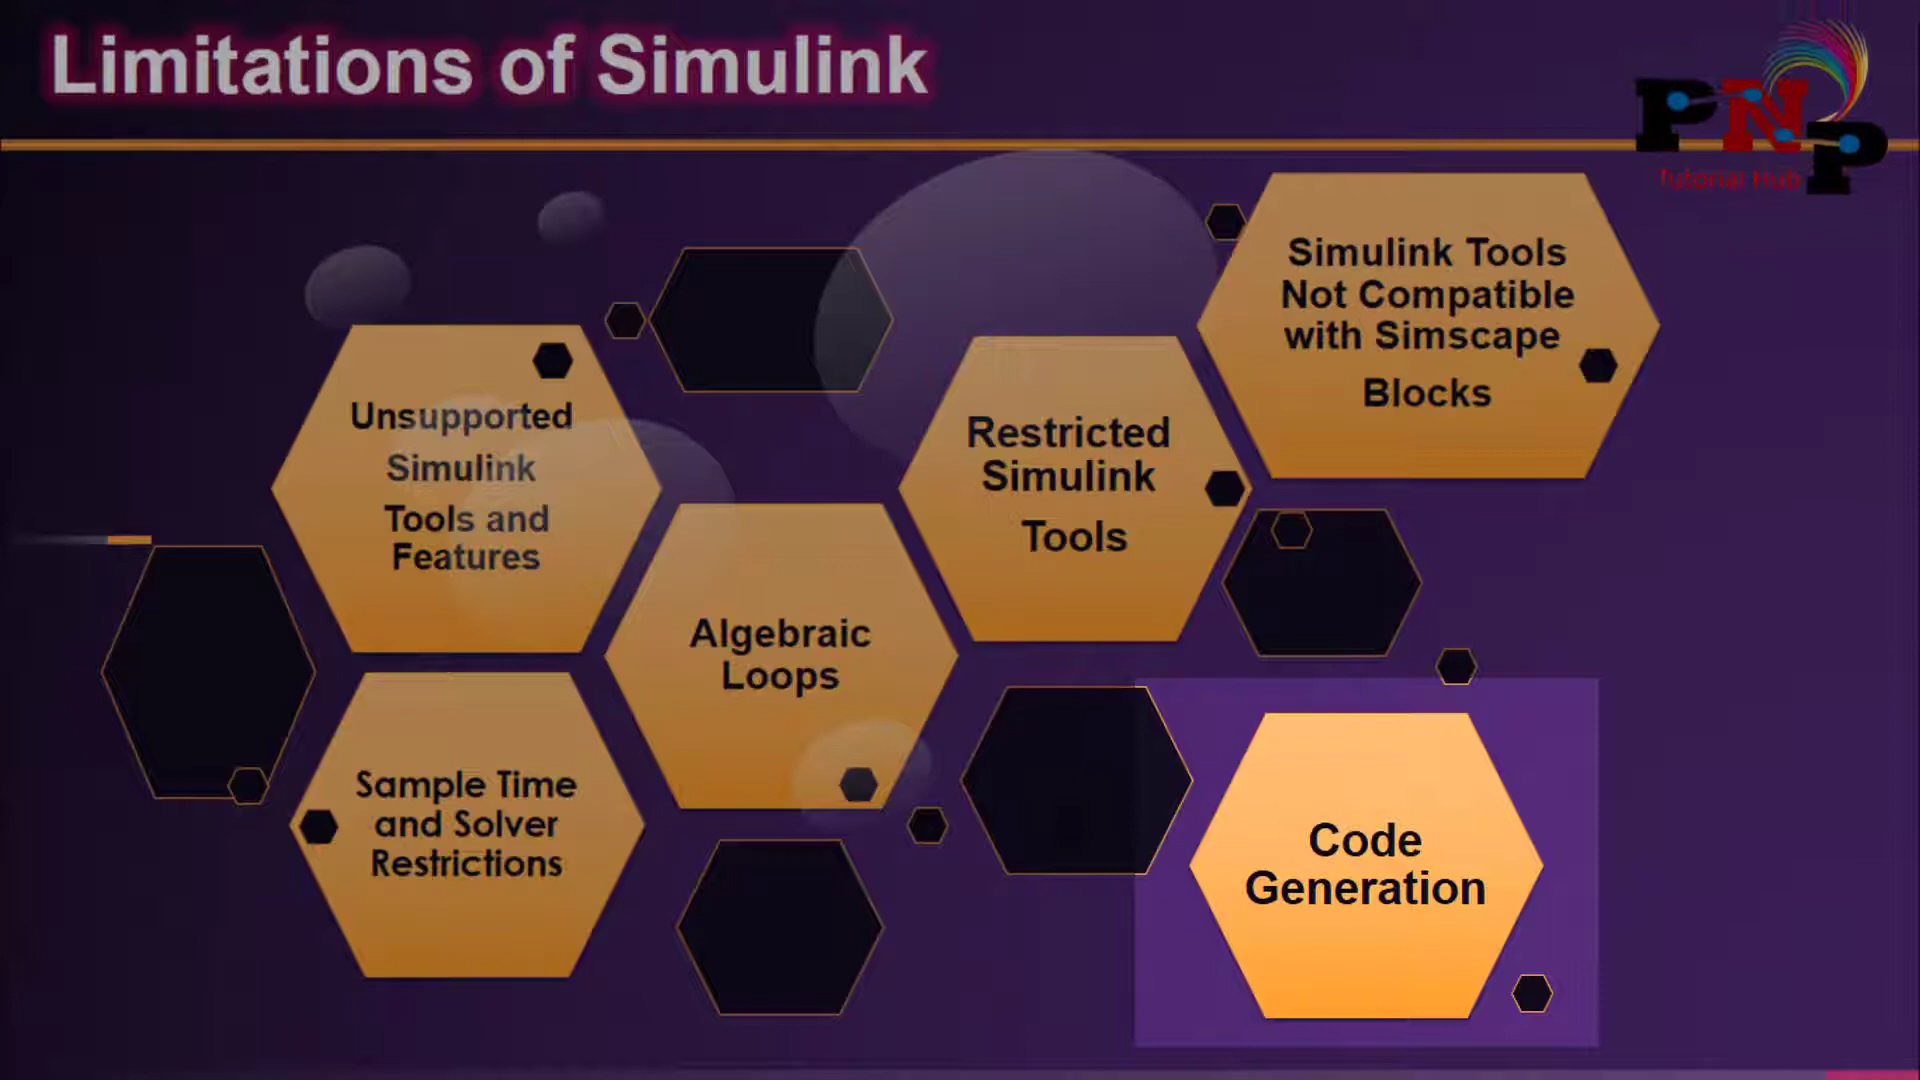 Limitations of Simulink
PNP
Tutorial Hub
Unsupported
Simulink
Tools and
Features
Sample Time
and Solver
Restrictions
Algebraic
Loops
Restricted
Simulink
Tools
Simulink Tools
Not Compatible
with Simscape
Blocks
Code
Generation